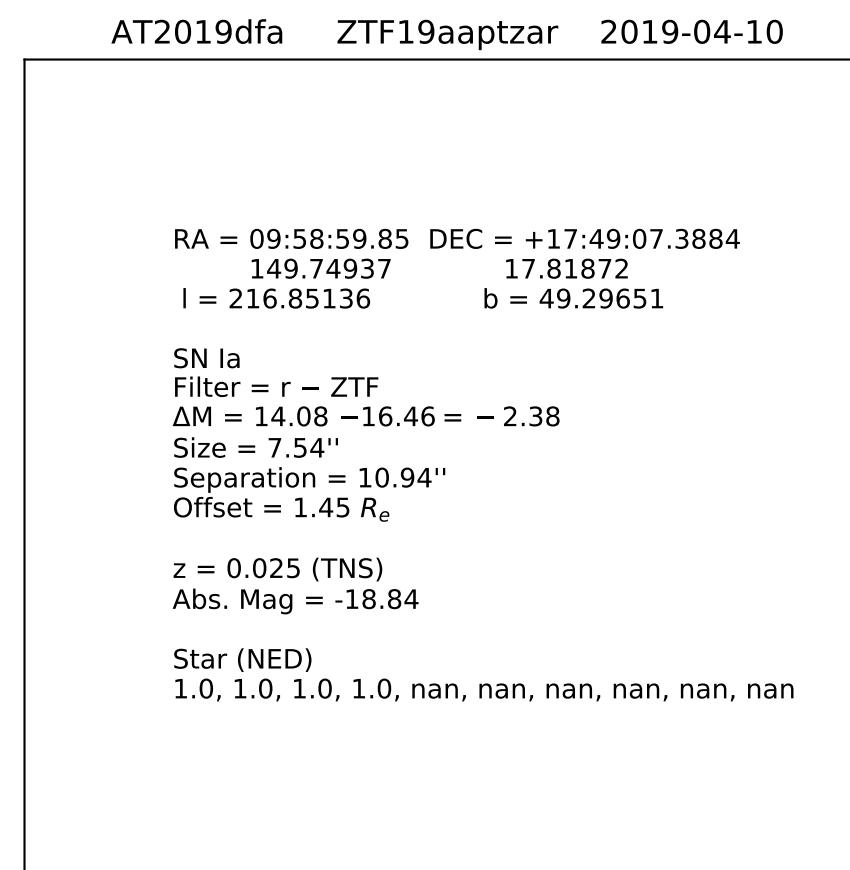 AT2019dfa ZTF19aaptzar 2019-04-10
RA = 09:58:59.85 DEC = +17:49:07.3884
149.74937 17.81872
l = 216.85136 b = 49.29651
SN Ia
Filter = r − ZTF
ΔM = 14.08 −16.46 = − 2.38
Size = 7.54''
Separation = 10.94''
Offset = 1.45 Re
z = 0.025 (TNS)
Abs. Mag = -18.84
Star (NED)
1.0, 1.0, 1.0, 1.0, nan, nan, nan, nan, nan, nan